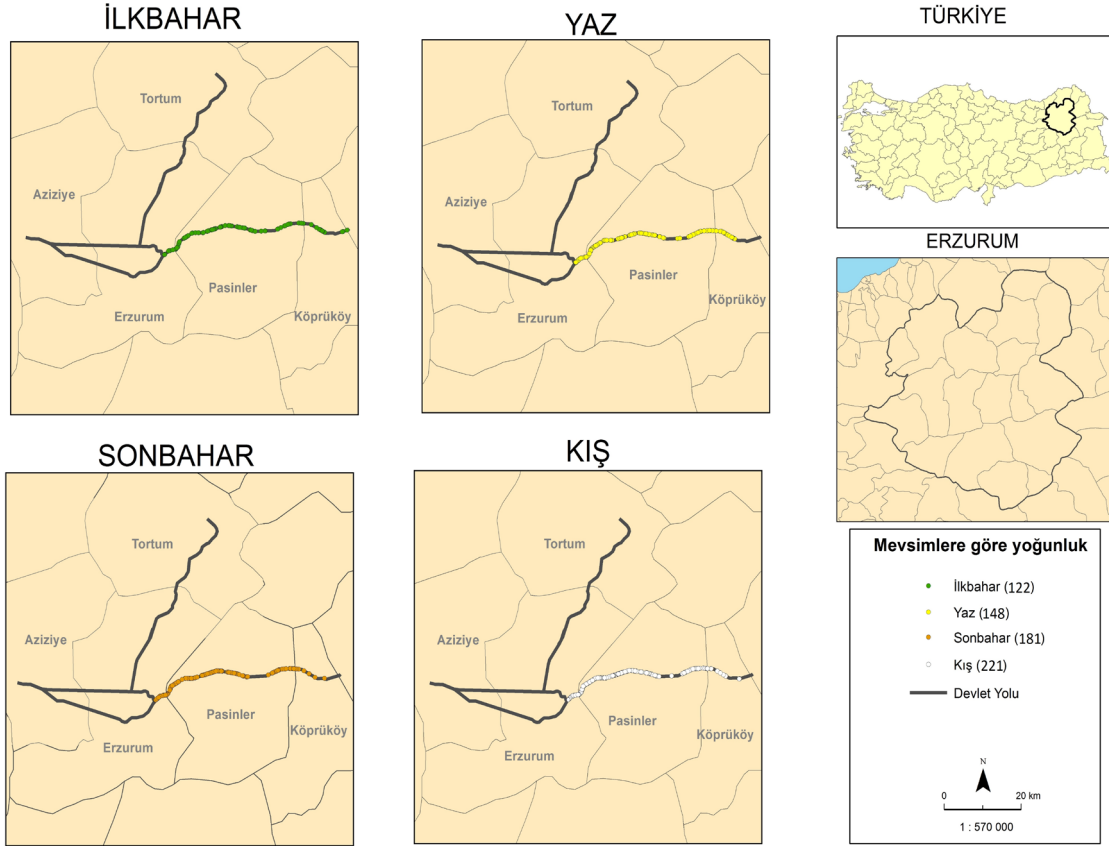 İLKBAHAR
Tortum
Aziziye
Pasinler
Erzurum
Köprüköy
YAZ
Tortum
Aziziye
Pasinler
Erzurum
Köprüköy
TÜRKİYE
ERZURUM
SONBAHAR
Tortum
Aziziye
Pasinler
Erzurum
Köprüköy
KIŞ
Tortum
Aziziye
Pasinler
Erzurum
Köprüköy
Mevsimlere göre yoğunluk
İlkbahar (122)
Yaz (148)
Sonbahar (181)
Kış (221)
Devlet Yolu
N
0 20 km
1 : 570 000